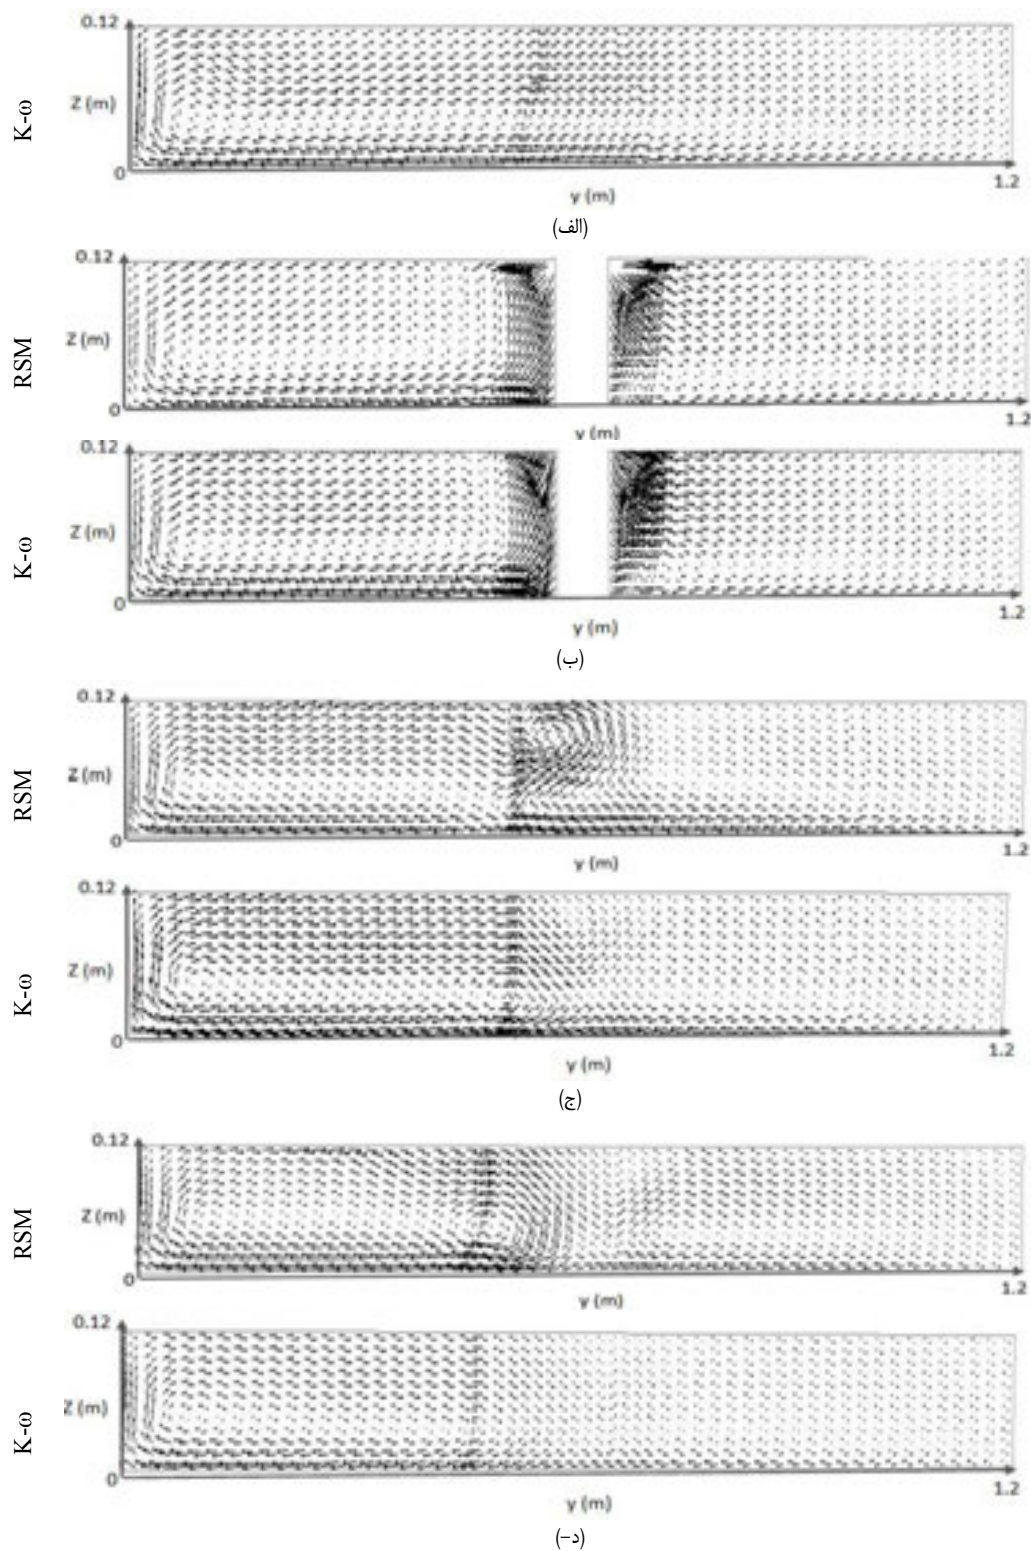 0.12
K-ω
Z (m)
0
1.2
y (m)
(الف)
0.12
RSM
Z (m)
0
1.2
y (m)
0.12
K-ω
Z (m)
0
1.2
y (m)
(ب)
0.12
RSM
Z (m)
0
1.2
y (m)
0.12
K-ω
Z (m)
0
1.2
y (m)
(ج)
0.12
RSM
Z (m)
0
1.2
y (m)
0.12
K-ω
Z (m)
0
1.2
y (m)
(د-)